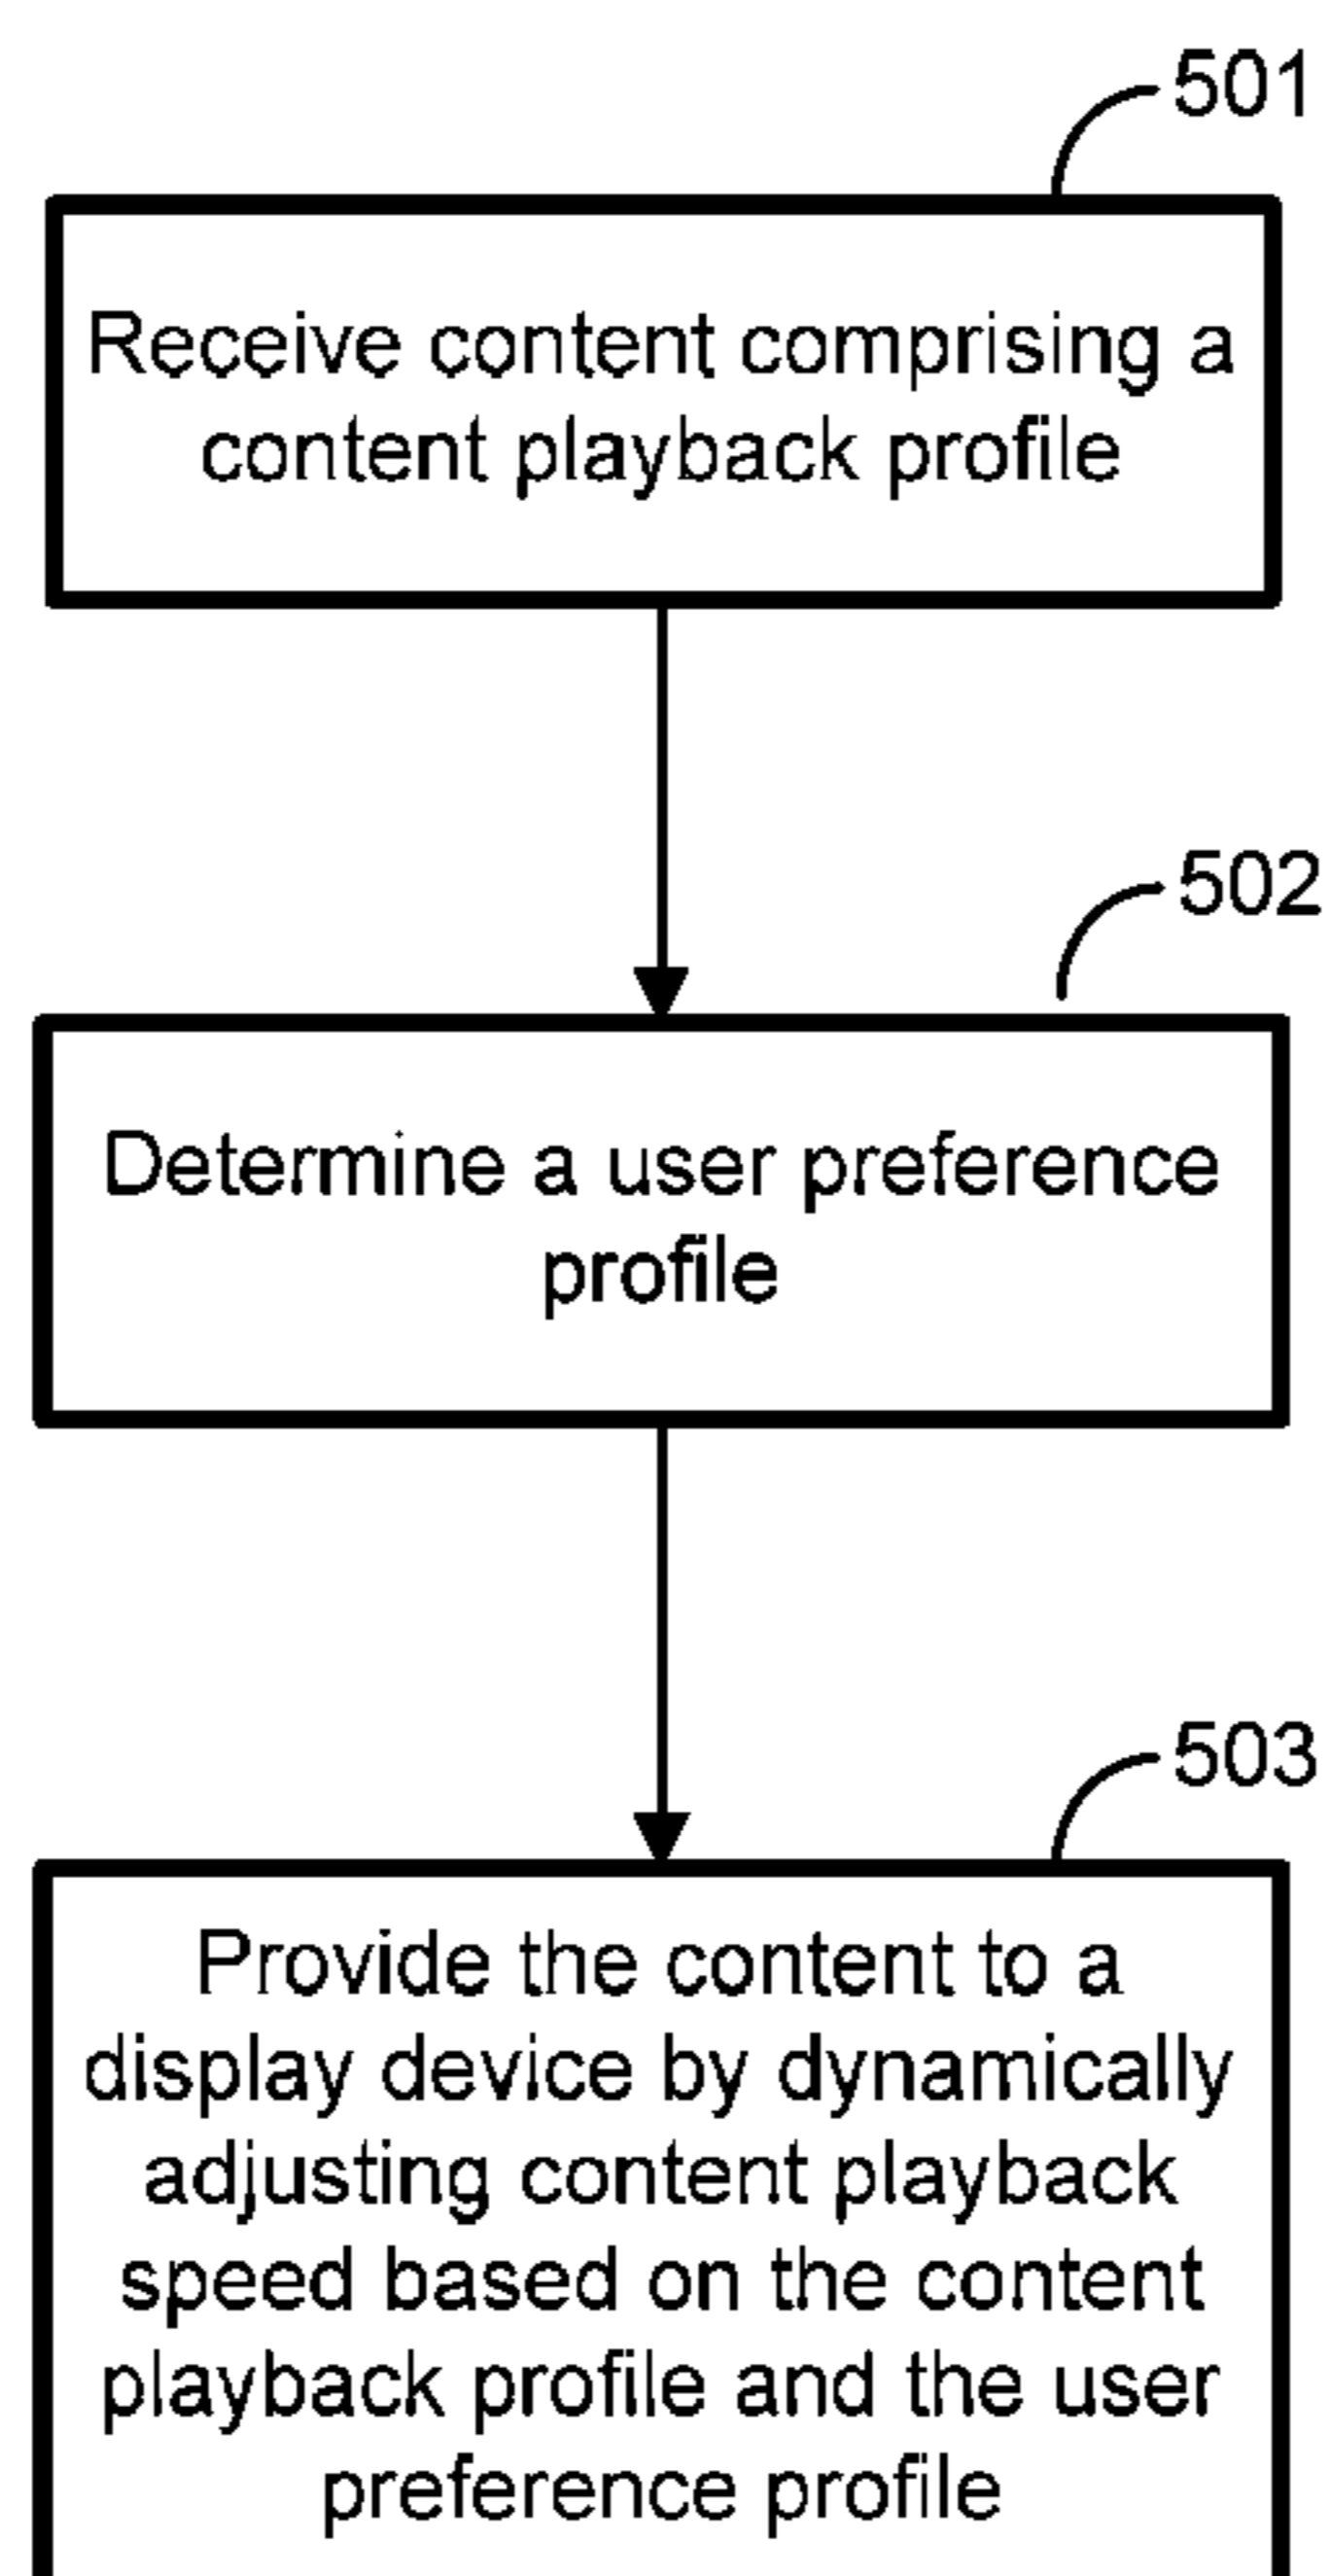 501
Receive content comprising a
content playback profile
502
Determine a user preference
profile
503
Provide the content to a
display device by dynamically
adjusting content playback
speed based on the content
playback profile and the user
preference profile